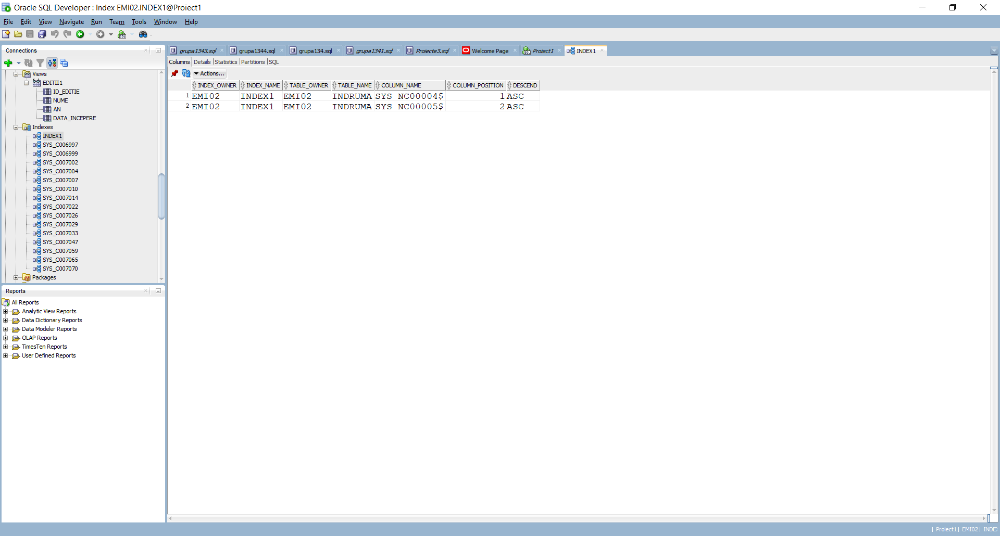 Oracle SQL Developer : Index EMI02.INDEX1@Proiect1
File Edit View Navigate Run Team Tools Window Help
Connections
Views
EDITII1
ID_EDITIE
NUME
AN
DATA_INCEPERE
Indexes
INDEX1
SYS_C006997
SYS_C006999
SYS_C007002
SYS_C007004
SYS_C007007
SYS_C007010
SYS_C007014
SYS_C007022
SYS_C007026
SYS_C007029
SYS_C007033
SYS_C007047
SYS_C007059
SYS_C007065
SYS_C007070
Packages
Reports
All Reports
Analytic View Reports
Data Dictionary Reports
Data Modeler Reports
OLAP Reports
TimesTen Reports
User Defined Reports
grupa1343.sql grupa1344.sql grupa134.sql grupa1341.sql Proiecte3.sql Welcome Page Proiect1 INDEX1
Columns Details Statistics Partitions SQL
Actions...
INDEX_OWNER INDEX_NAME TABLE_OWNER TABLE_NAME COLUMN_NAME COLUMN_POSITION DESCEND
1 EMI02 INDEX1 EMI02 INDRUMA SYS_NC00004$ 1 ASC
2 EMI02 INDEX1 EMI02 INDRUMA SYS_NC00005$ 2 ASC
Proiect1 EMI02 INDE